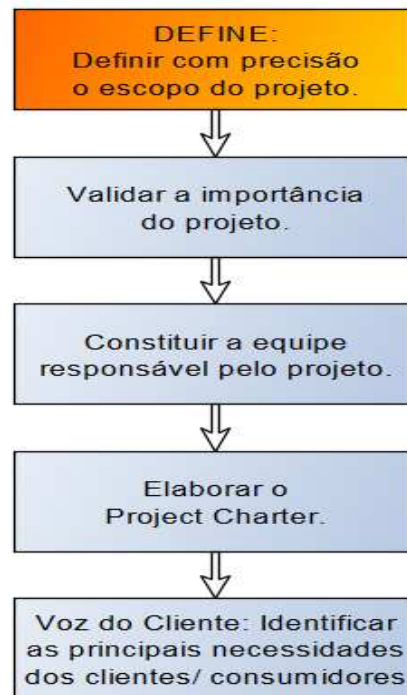 DEFINE:
Definir com precisão
o escopo do projeto.
Validar a importância
do projeto.
Constituir a equipe
responsável pelo projeto.
Elaborar o
Project Charter.
Voz do Cliente: Identificar
as principais necessidades
dos clientes/ consumidores